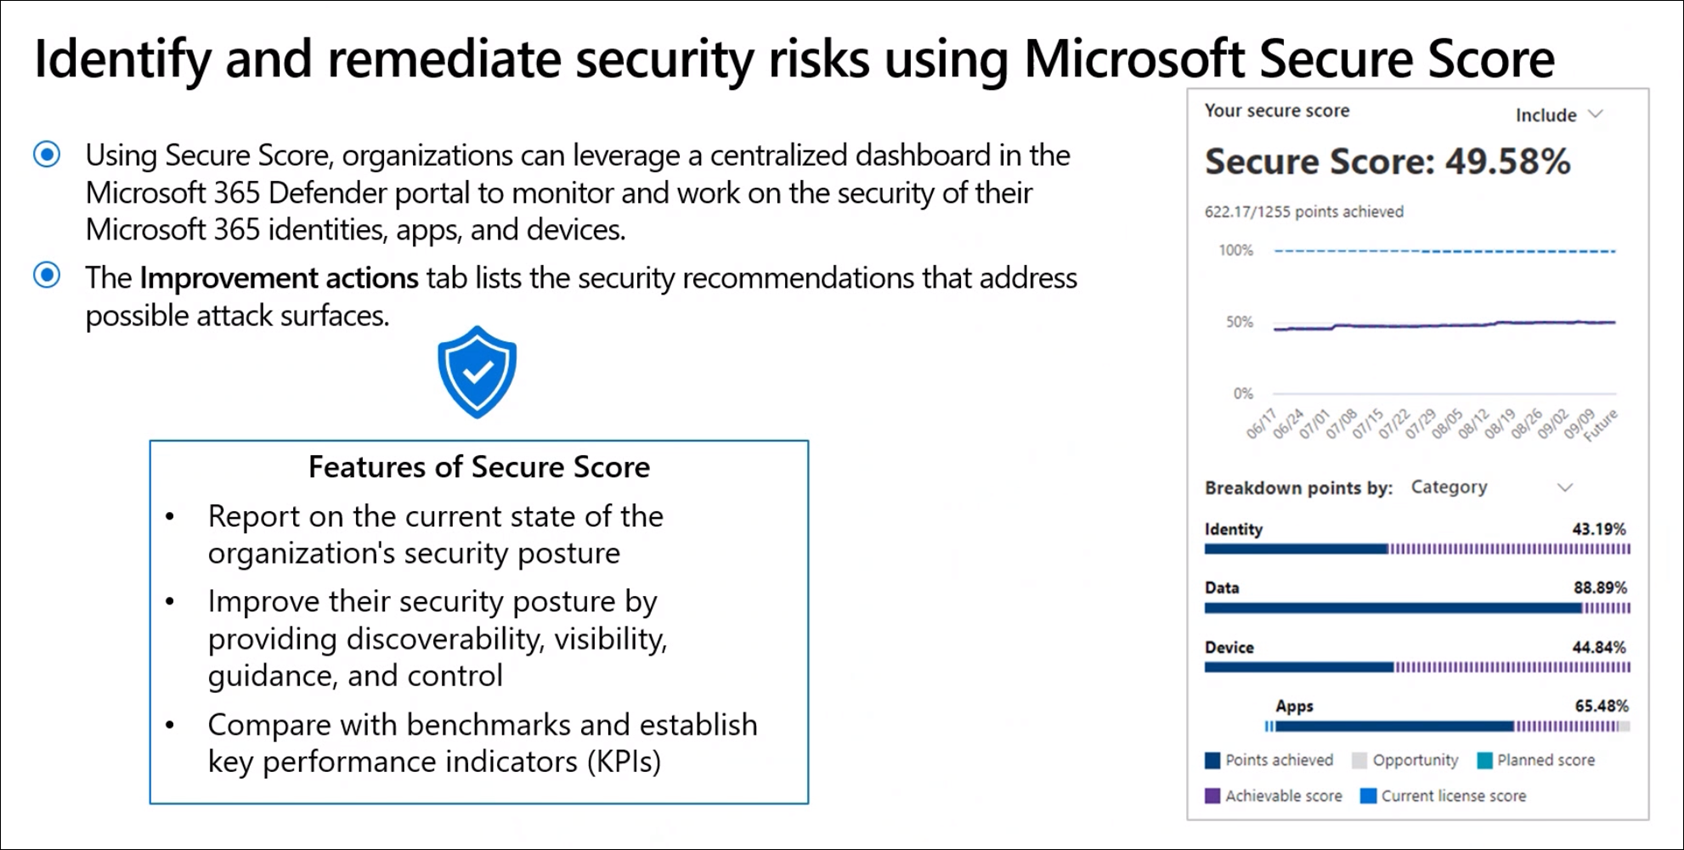 Identify and remediate security risks using Microsoft Secure Score
Using Secure Score, organizations can leverage a centralized dashboard in the
Microsoft 365 Defender portal to monitor and work on the security of their
Microsoft 365 identities, apps, and devices.
The Improvement actions tab lists the security recommendations that address
possible attack surfaces.
Features of Secure Score
• Report on the current state of the
organization's security posture
• Improve their security posture by
providing discoverability, visibility,
guidance, and control
• Compare with benchmarks and establish
key performance indicators (KPIs)
Your secure score Include
Secure Score: 49.58%
622.17/1255 points achieved
100%
50%
0%
06/17 06/24 07/01 07/08 07/15 07/22 07/29 08/05 08/12 08/19 08/26 09/02 09/09 Future
Breakdown points by: Category
Identity 43.19%
Data 88.89%
Device 44.84%
Apps 65.48%
Points achieved Opportunity Planned score
Achievable score Current license score